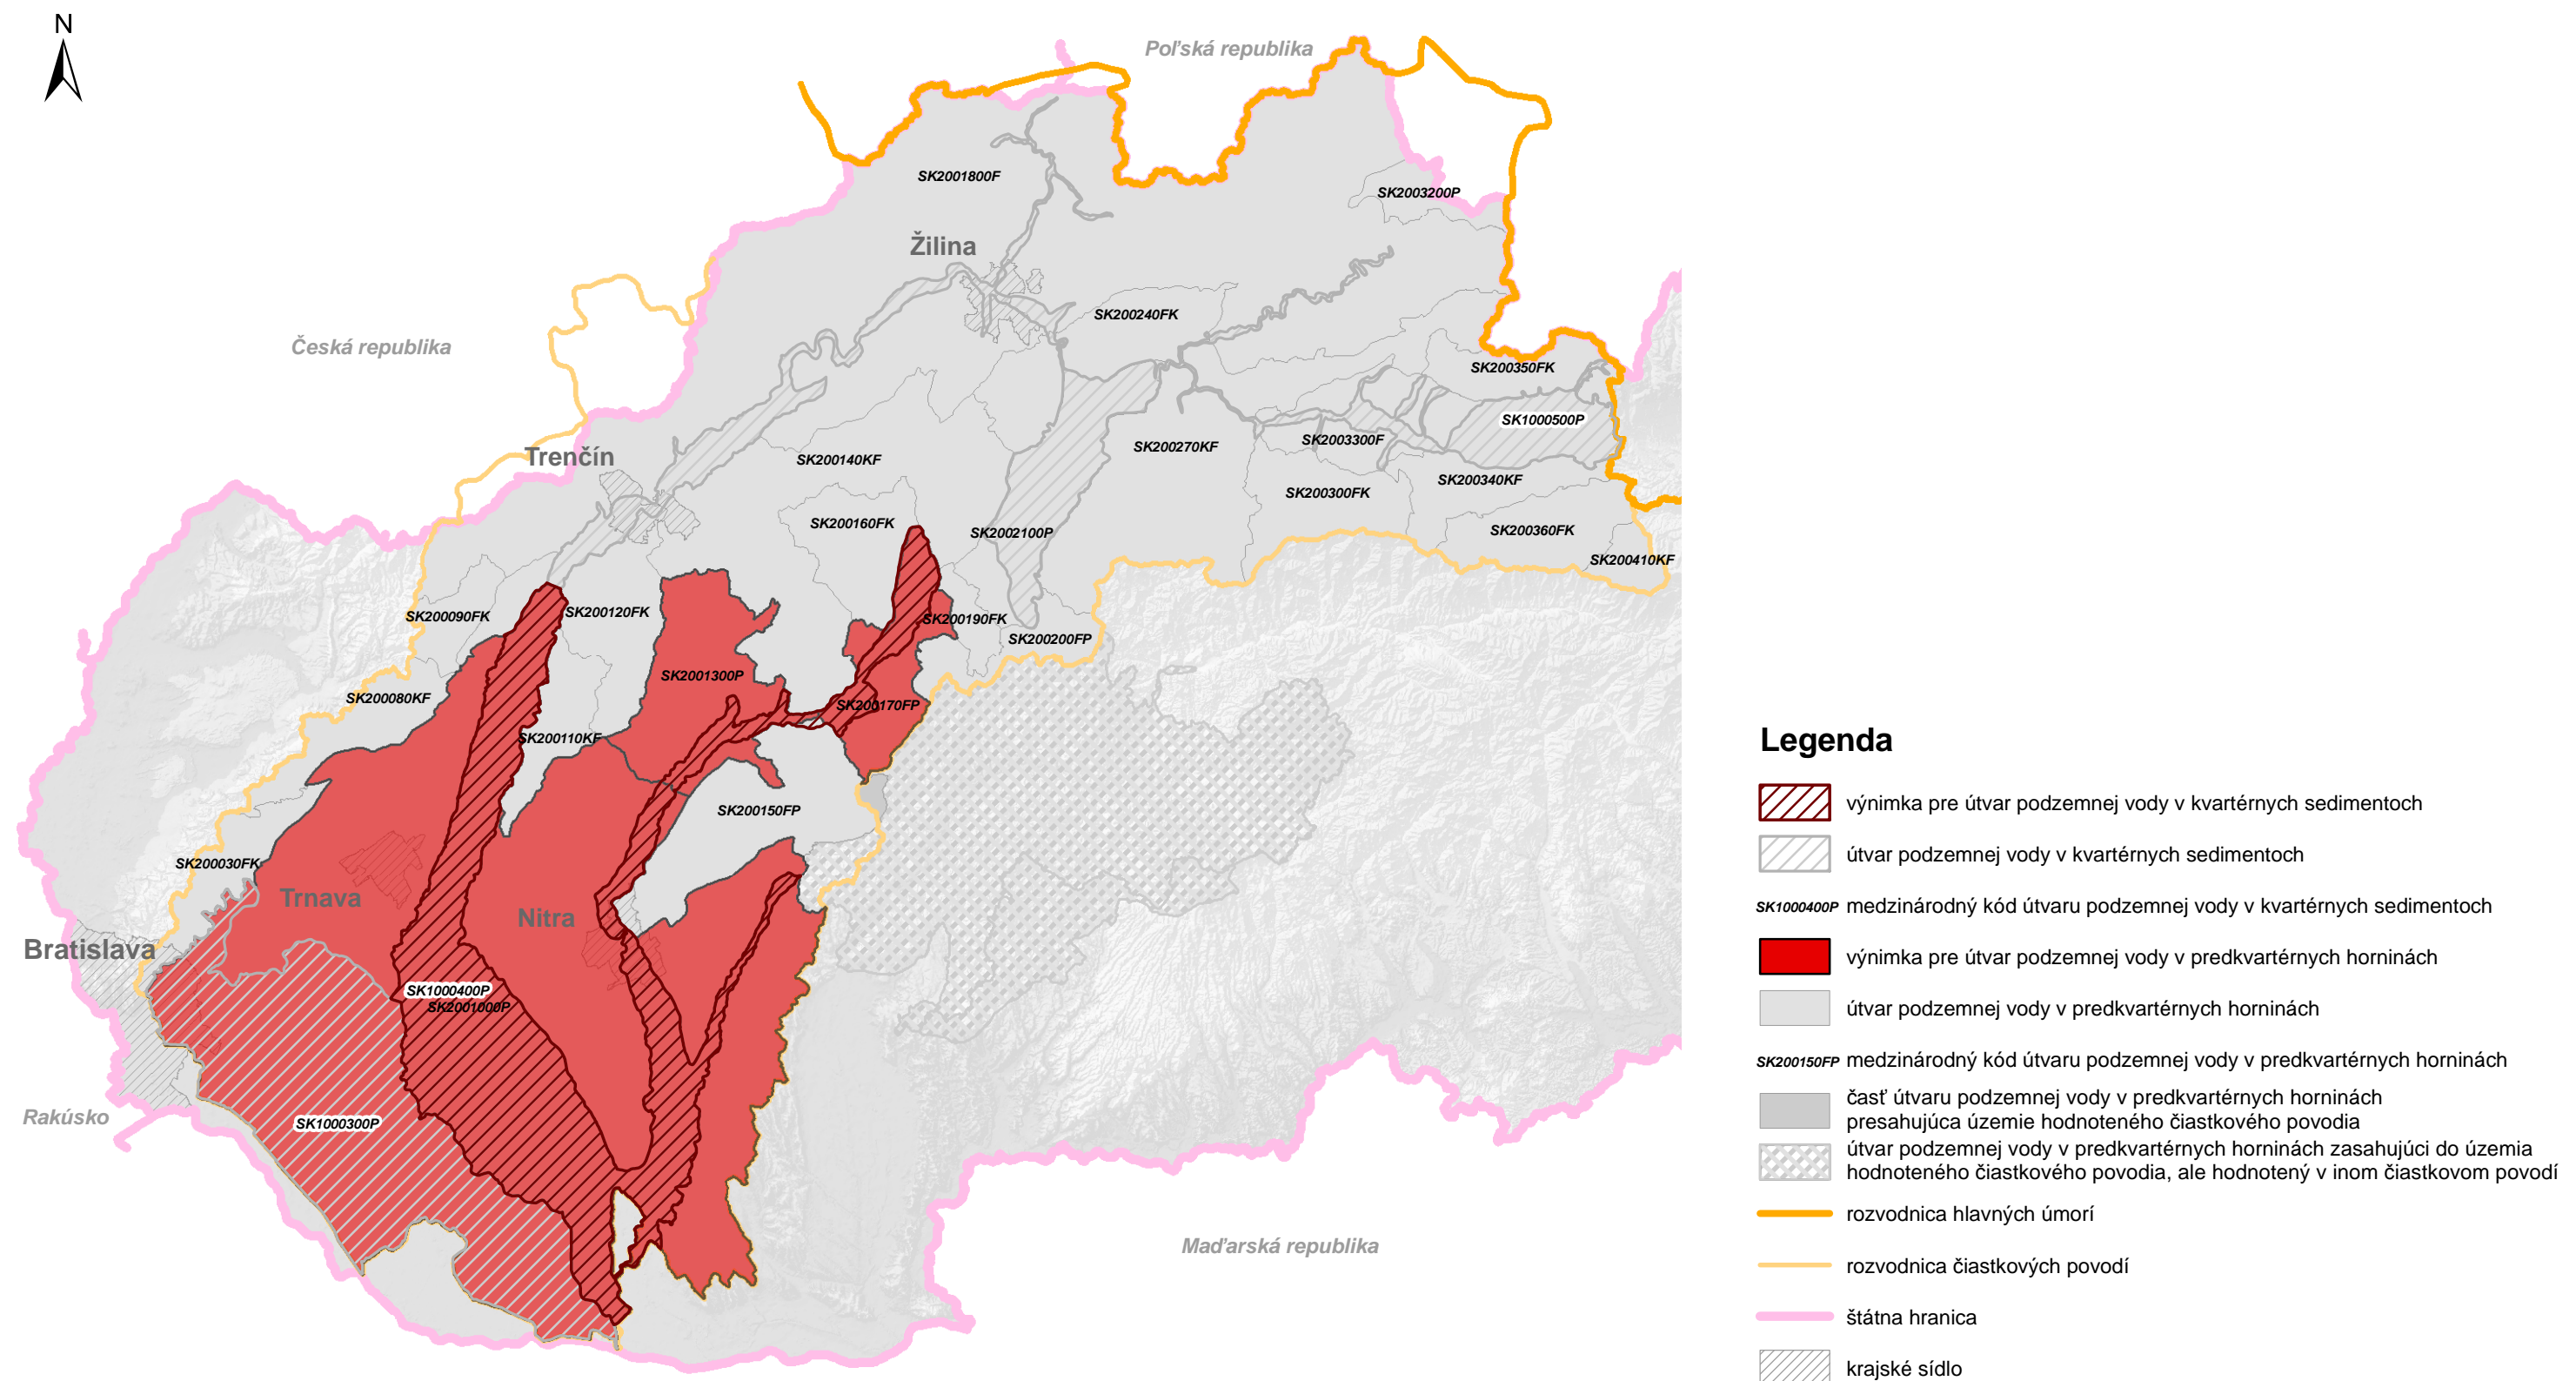 N
Poľská republika
SK2001800F
SK2003200P
Žilina
SK200240FK
Česká republika
SK200350FK
SK1000500P
SK2003300F
SK200270KF
Trenčín
SK200140KF
SK200340KF
SK200300FK
SK200160FK
SK2002100P
SK200360FK
SK200410KF
SK200090FK
SK200120FK
SK200190FK
SK200200FP
SK2001300P
SK200080KF
SK200170FP
SK200110KF
SK200150FP
SK200030FK
Trnava
Nitra
Bratislava
SK1000400P
SK2001000P
Rakúsko
SK1000300P
Maďarská republika
Legenda
výnimka pre útvar podzemnej vody v kvartérnych sedimentoch
útvar podzemnej vody v kvartérnych sedimentoch
SK1000400P medzinárodný kód útvaru podzemnej vody v kvartérnych sedimentoch
výnimka pre útvar podzemnej vody v predkvartérnych horninách
útvar podzemnej vody v predkvartérnych horninách
SK200150FP medzinárodný kód útvaru podzemnej vody v predkvartérnych horninách
časť útvaru podzemnej vody v predkvartérnych horninách
presahujúca územie hodnoteného čiastkového povodia
útvar podzemnej vody v predkvartérnych horninách zasahujúci do územia
hodnoteného čiastkového povodia, ale hodnotený v inom čiastkovom povodí
rozvodnica hlavných úmorí
rozvodnica čiastkových povodí
štátna hranica
krajské sídlo